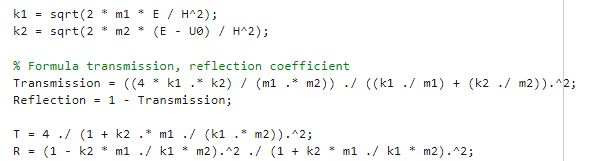 k1 = sqrt(2 * m1 * E / H^2);
k2 = sqrt(2 * m2 * (E - U0) / H^2);
% Formula transmission, reflection coefficient
Transmission = ((4 * k1 .* k2) / (m1 .* m2)) ./ ((k1 ./ m1) + (k2 ./ m2)).^2;
Reflection = 1 - Transmission;
T = 4 ./ (1 + k2 .* m1 ./ (k1 .* m2)).^2;
R = (1 - k2 * m1 ./ k1 * m2).^2 ./ (1 + k2 * m1 ./ k1 * m2).^2;